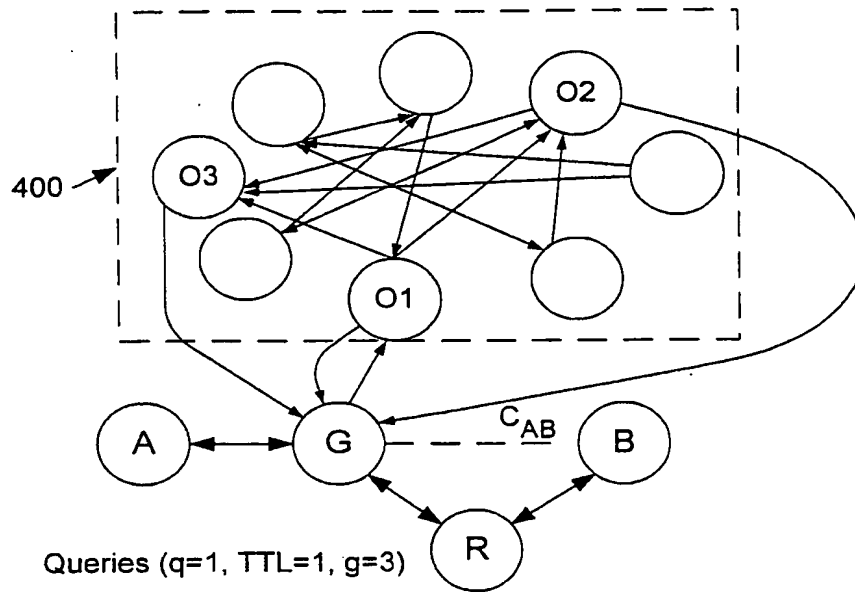 O2
O3
400
O1
C_AB
A
G
B
R
Queries (q=1, TTL=1, g=3)